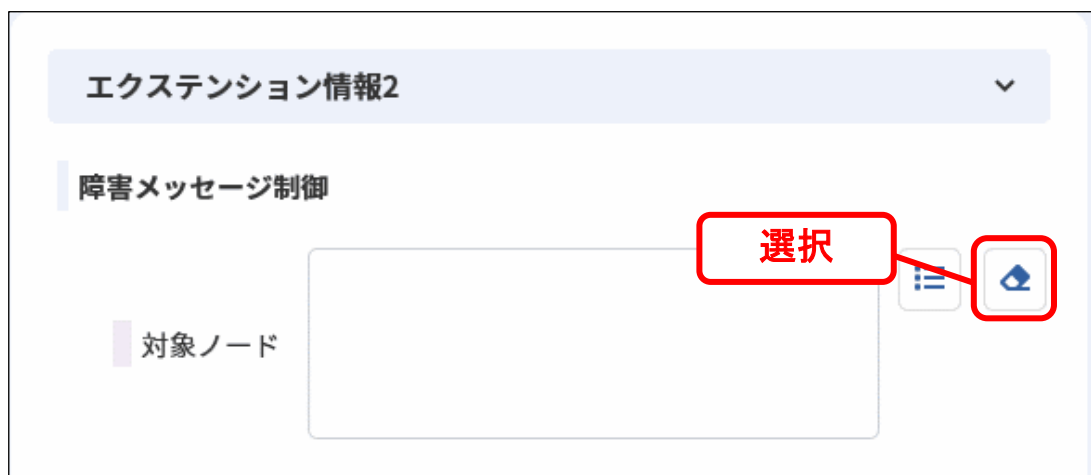 エクステンション情報2
障害メッセージ制御
選択
対象ノード